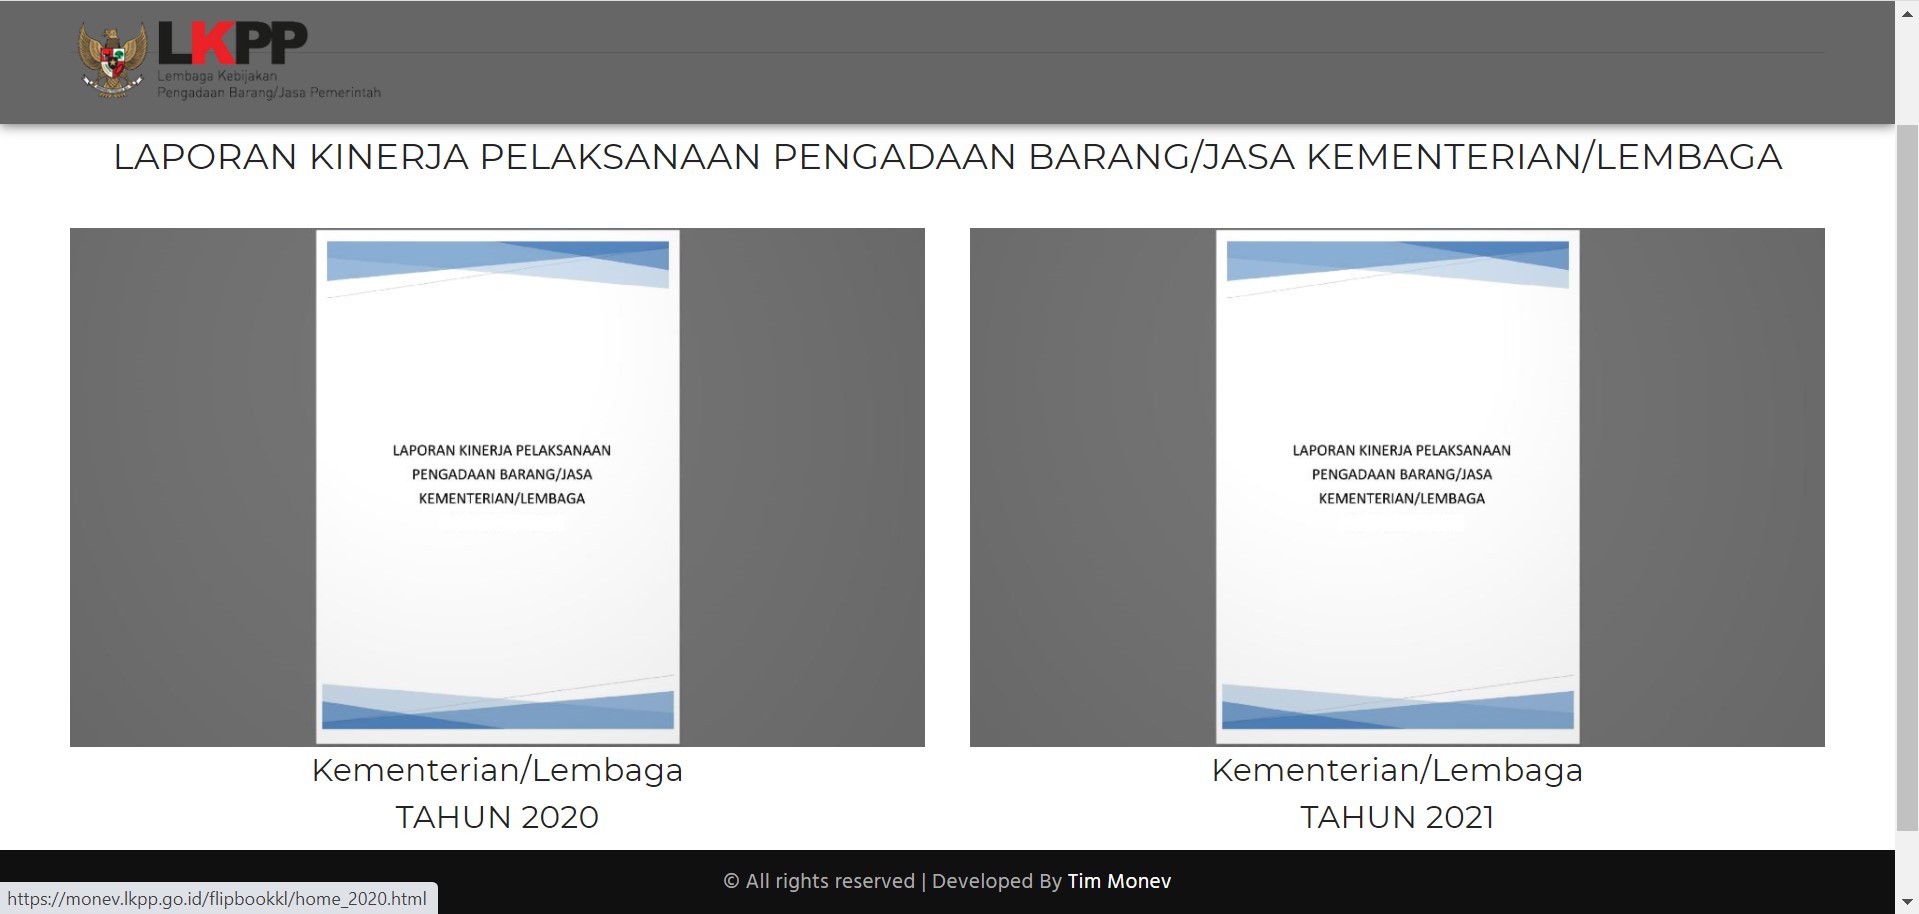 LKPP
Lembaga Kebijakan
Pengadaan Barang/Jasa Pemerintah
LAPORAN KINERJA PELAKSANAAN PENGADAAN BARANG/JASA KEMENTERIAN/LEMBAGA
LAPORAN KINERJA PELAKSANAAN
PENGADAAN BARANG/JASA
KEMENTERIAN/LEMBAGA
Kementerian/Lembaga
TAHUN 2020
LAPORAN KINERJA PELAKSANAAN
PENGADAAN BARANG/JASA
KEMENTERIAN/LEMBAGA
Kementerian/Lembaga
TAHUN 2021
© All rights reserved | Developed By Tim Monev
https://monev.lkpp.go.id/flipbookkl/home_2020.html